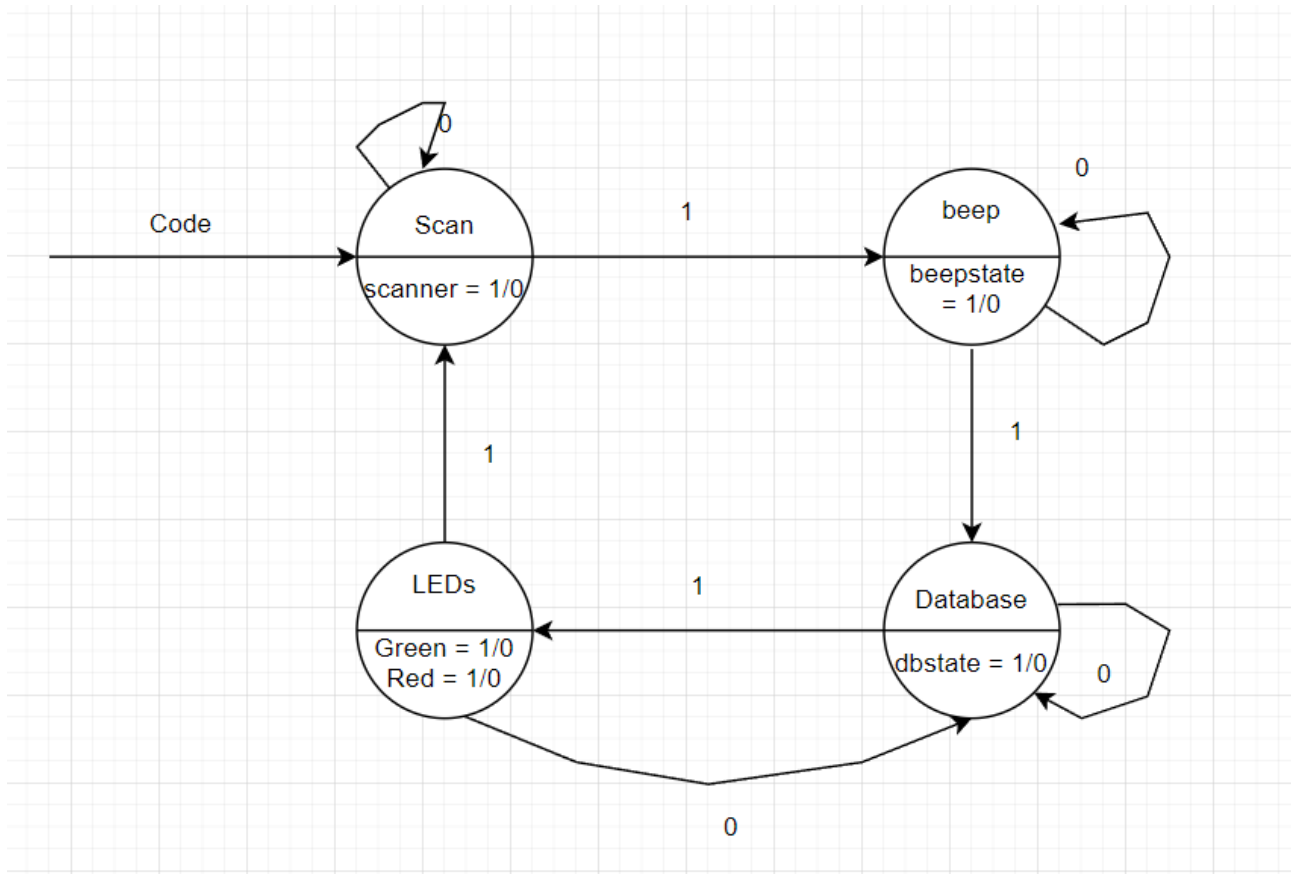 0
0
Code
Scan
1
beep
scanner = 1/0
beepstate
= 1/0
1
1
LEDs
1
Database
Green = 1/0
Red = 1/0
dbstate = 1/0
0
0